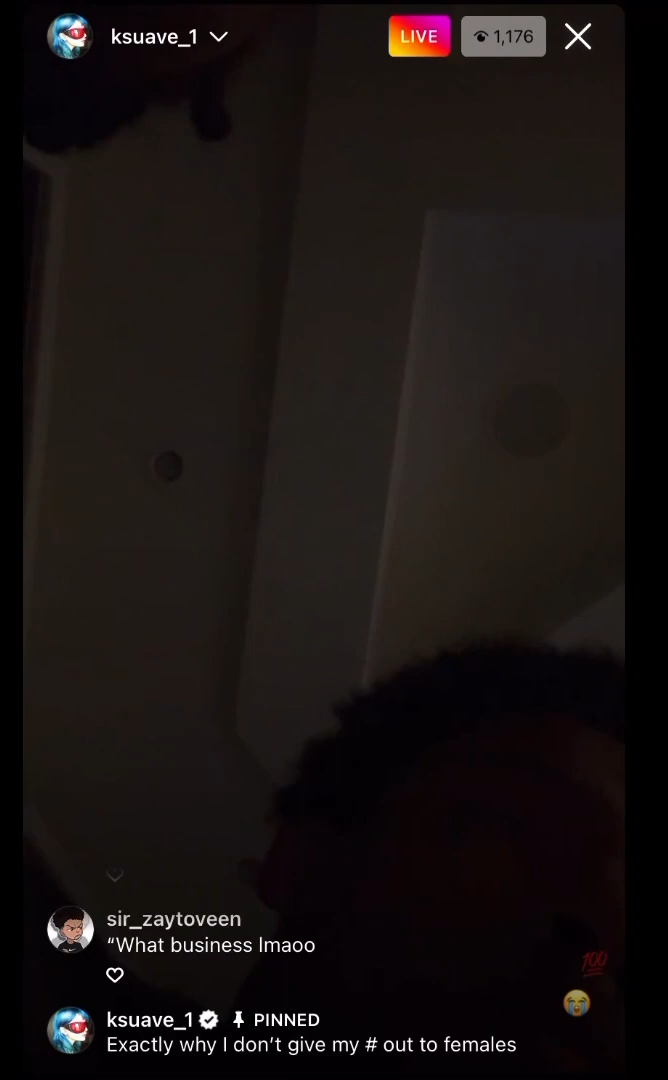 ksuave_1
LIVE
1,176
sir_zaytoveen
“What business lmaoo
ksuave_1 PINNED
Exactly why I don’t give my # out to females
💯
😭